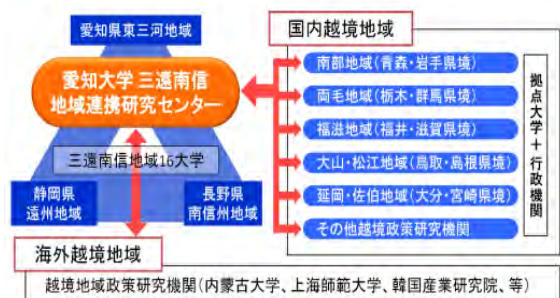 愛知県東三河地域
愛知大学 三遠南信
地域連携研究センター
三遠南信地域16大学
静岡県
遠州地域
長野県
南信州地域
国内越境地域
南部地域(青森・岩手県境)
両毛地域(栃木・群馬県境)
福滋地域(福井・滋賀県境)
大山・松江地域(鳥取・島根県境)
延岡・佐伯地域(大分・宮崎県境)
その他越境政策研究機関
拠点大学+行政機関
海外越境地域
越境地域政策研究機関(内蒙古大学、上海師範大学、韓国産業研究院、等)